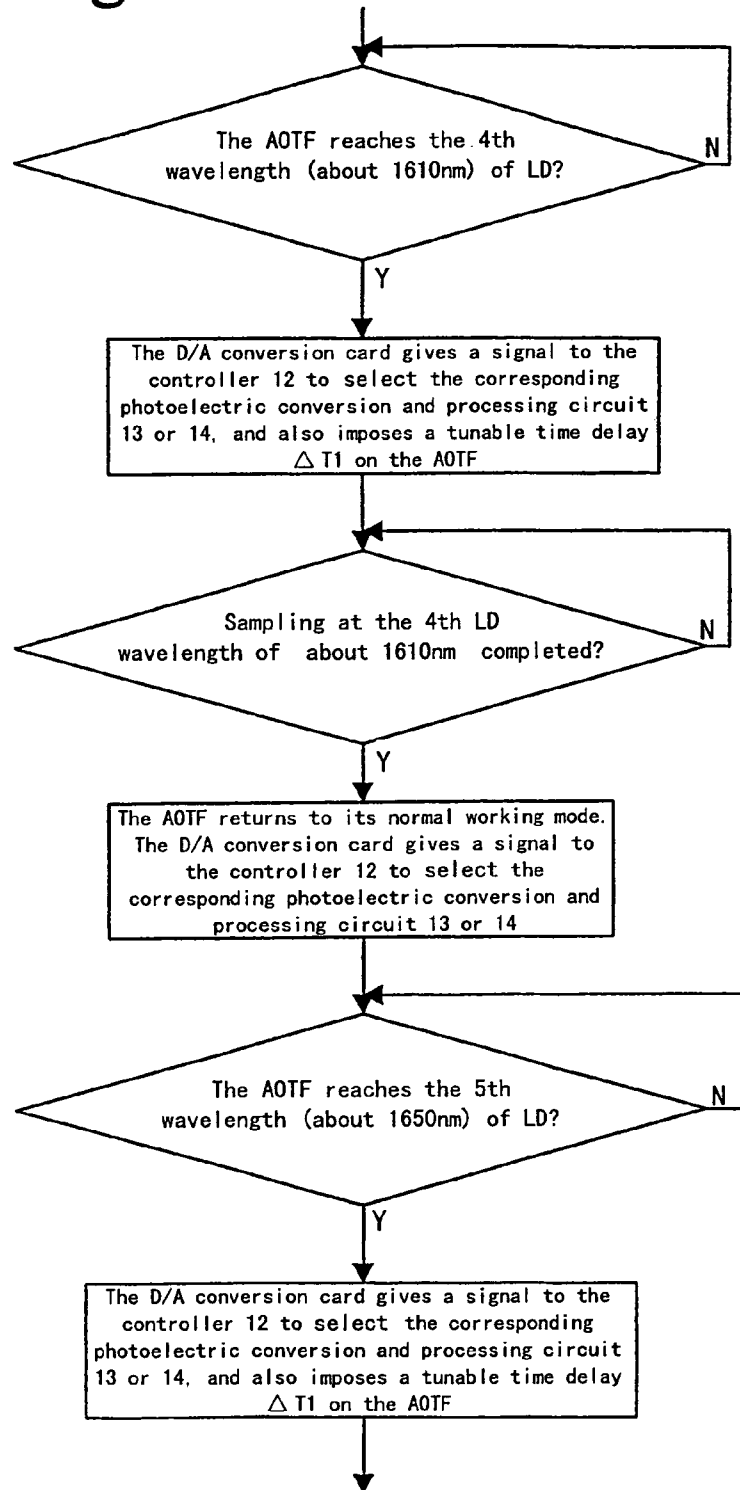 g
The AOTF reaches the 4th
wavelength (about 1610nm) of LD?
N
Y
The D/A conversion card gives a signal to the
controller 12 to select the corresponding
photoelectric conversion and processing circuit
13 or 14, and also imposes a tunable time delay
△ T1 on the AOTF
Sampling at the 4th LD
wavelength of about 1610nm completed?
N
Y
The AOTF returns to its normal working mode.
The D/A conversion card gives a signal to
the controller 12 to select the
corresponding photoelectric conversion and
processing circuit 13 or 14
The AOTF reaches the 5th
wavelength (about 1650nm) of LD?
N
Y
The D/A conversion card gives a signal to the
controller 12 to select the corresponding
photoelectric conversion and processing circuit
13 or 14, and also imposes a tunable time delay
△ T1 on the AOTF